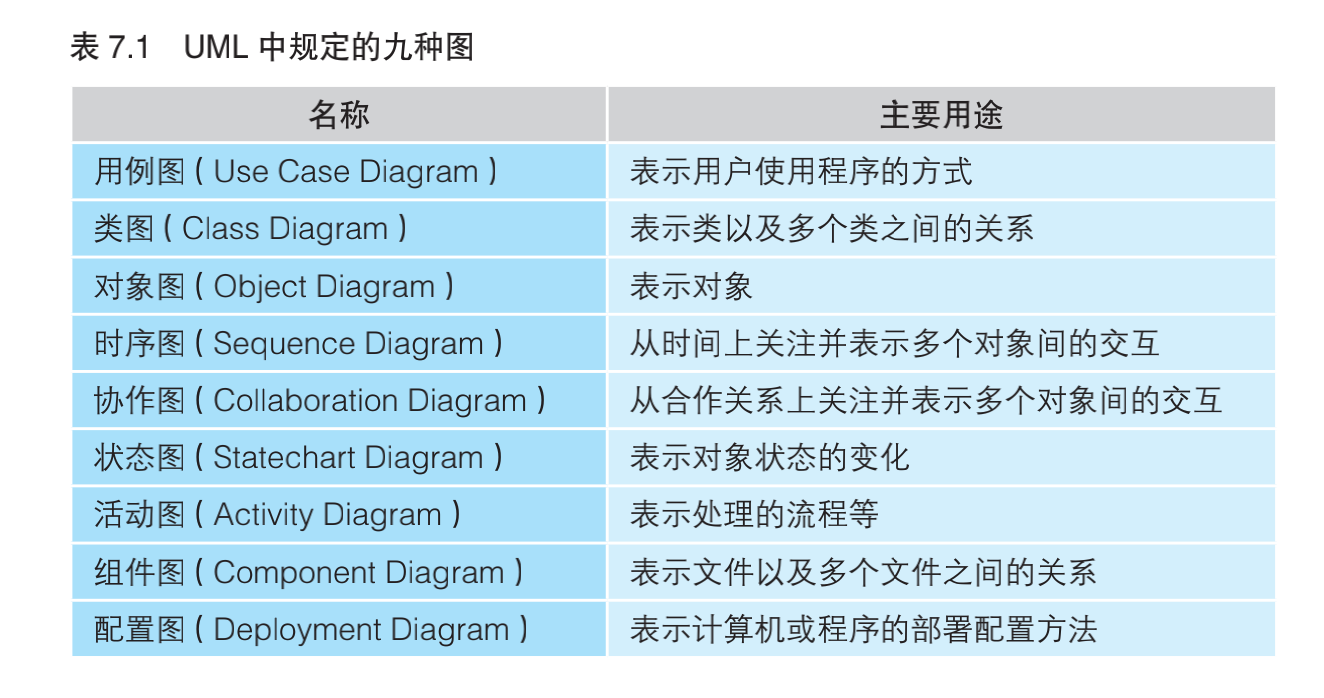 表 7.1 UML 中规定的九种图
名称 主要用途
用例图（Use Case Diagram） 表示用户使用程序的方式
类图（Class Diagram） 表示类以及多个类之间的关系
对象图（Object Diagram） 表示对象
时序图（Sequence Diagram） 从时间上关注并表示多个对象间的交互
协作图（Collaboration Diagram） 从合作关系上关注并表示多个对象间的交互
状态图（Statechart Diagram） 表示对象状态的变化
活动图（Activity Diagram） 表示处理的流程等
组件图（Component Diagram） 表示文件以及多个文件之间的关系
配置图（Deployment Diagram） 表示计算机或程序的部署配置方法